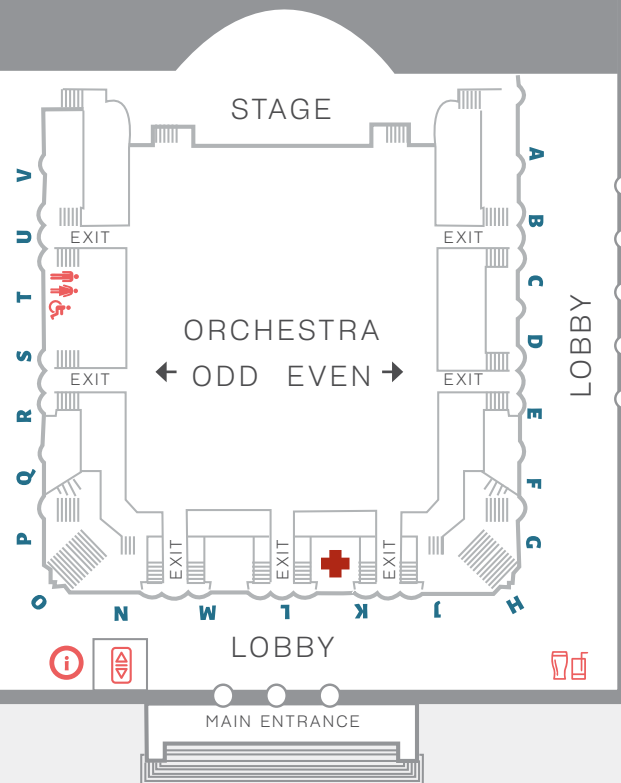 STAGE
A
V
B
U
EXIT
EXIT
C
T
LOBBY
ORCHESTRA
D
S
ODD EVEN
EXIT
EXIT
R
E
Q
F
P
G
EXIT
EXIT
EXIT
O
N
M
L
K
J
H
LOBBY
i
MAIN ENTRANCE